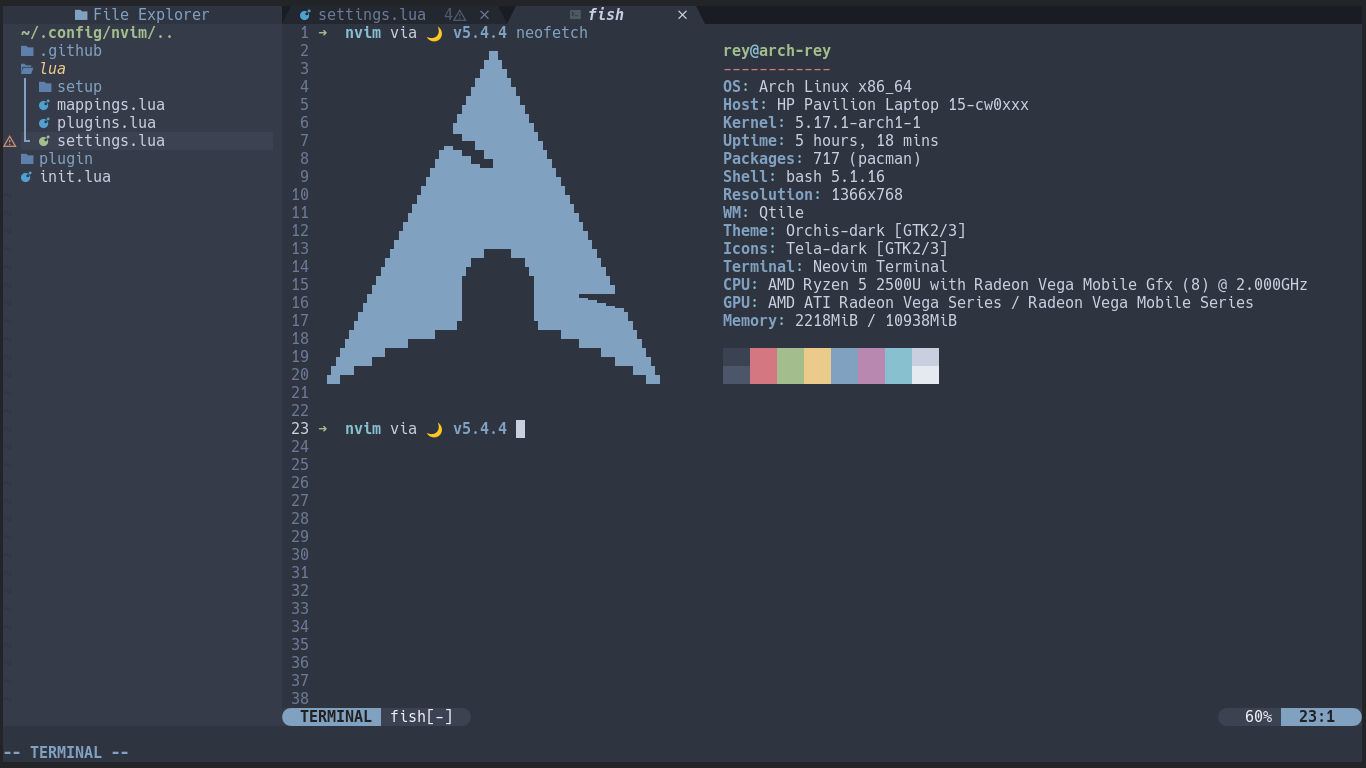 File Explorer
settings.lua 4 × fish ×
~/.config/nvim/..
.github
lua
setup
mappings.lua
plugins.lua
settings.lua
plugin
init.lua
1 → nvim via 🌙 v5.4.4 neofetch
2 rey@arch-rey
3 ------------
4 OS: Arch Linux x86_64
5 Host: HP Pavilion Laptop 15-cw0xxx
6 Kernel: 5.17.1-arch1-1
7 Uptime: 5 hours, 18 mins
8 Packages: 717 (pacman)
9 Shell: bash 5.1.16
10 Resolution: 1366x768
11 WM: Qtile
12 Theme: Orchis-dark [GTK2/3]
13 Icons: Tela-dark [GTK2/3]
14 Terminal: Neovim Terminal
15 CPU: AMD Ryzen 5 2500U with Radeon Vega Mobile Gfx (8) @ 2.000GHz
16 GPU: AMD ATI Radeon Vega Series / Radeon Vega Mobile Series
17 Memory: 2218MiB / 10938MiB
18
19
20
21
22
23 → nvim via 🌙 v5.4.4
24
25
26
27
28
29
30
31
32
33
34
35
36
37
38
TERMINAL fish[-] 60% 23:1
-- TERMINAL --